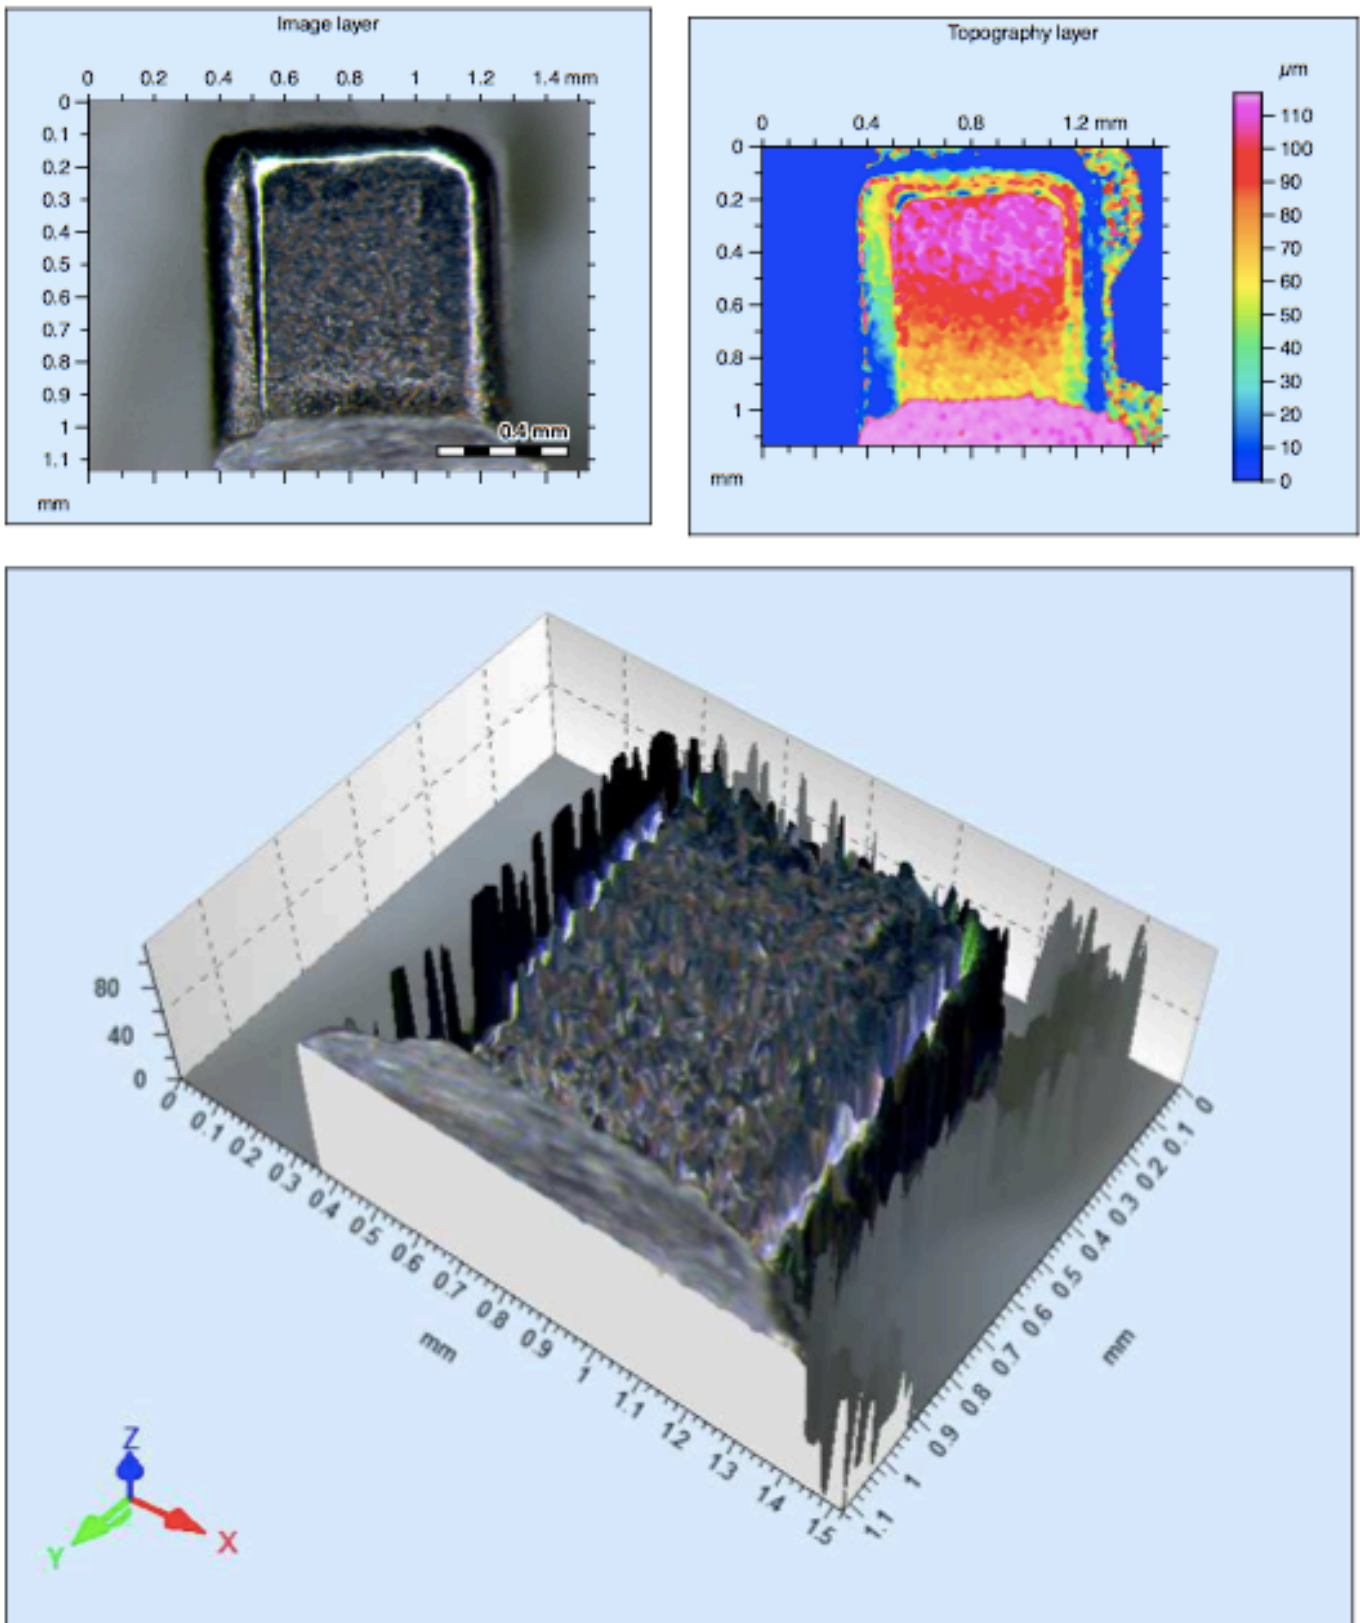 Image layer
0 0.2 0.4 0.6 0.8 1 1.2 1.4 mm
0
0.1
0.2
0.3
0.4
0.5
0.6
0.7
0.8
0.9
1
1.1
mm
0.4 mm
Topography layer
µm
0 0.4 0.8 1.2 mm
0
0.2
0.4
0.6
0.8
1
mm
110
100
90
80
70
60
50
40
30
20
10
0
80
40
0
0 0.1 0.2 0.3 0.4 0.5 0.6 0.7 0.8 0.9 1 1.1 1.2 1.3 1.4 1.5
mm
0 0.1 0.2 0.3 0.4 0.5 0.6 0.7 0.8 0.9 1 1.1
mm
Z
X
Y